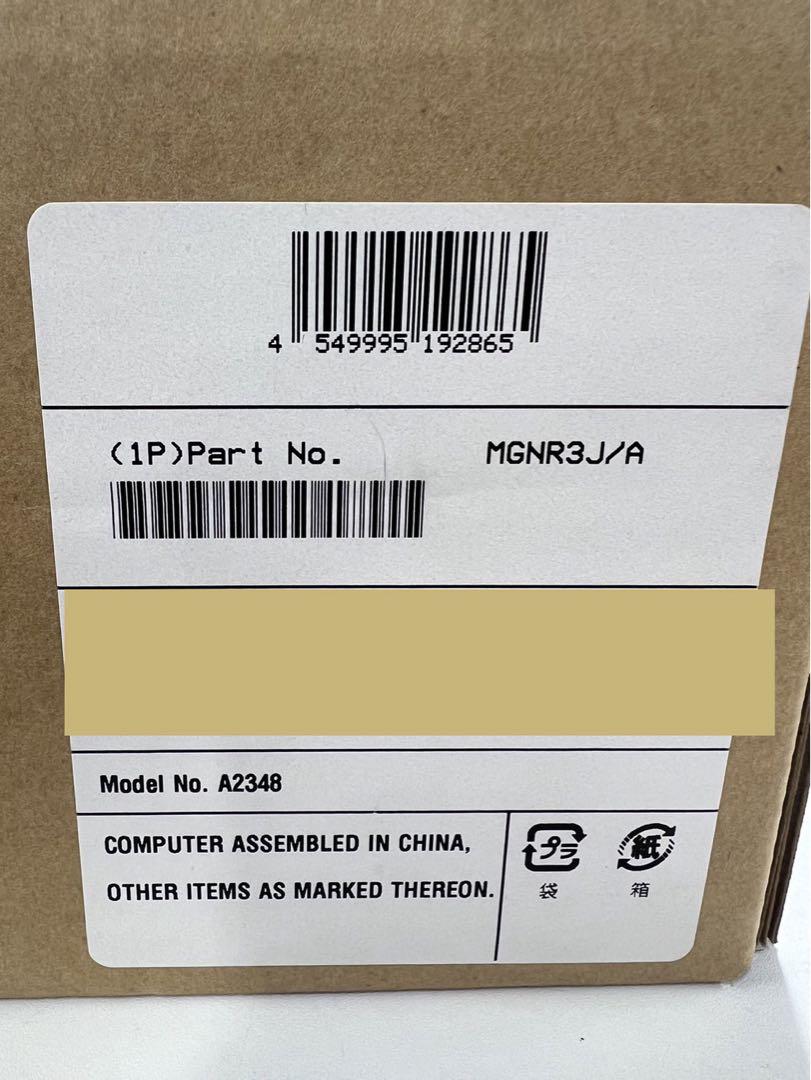 4 549995 192865
(1P)Part No. MGNR3J/A
Model No. A2348
COMPUTER ASSEMBLED IN CHINA,
OTHER ITEMS AS MARKED THEREON.
プラ 紙
袋 箱